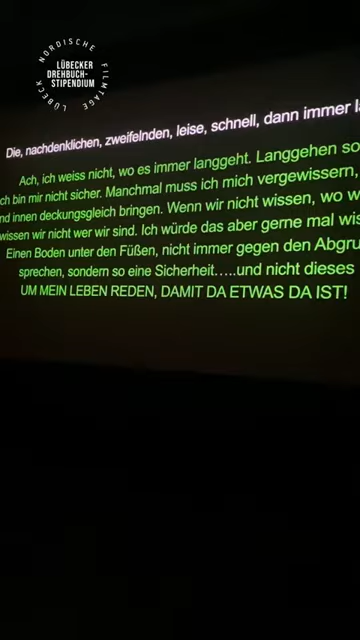 NORDISCHE FILMTAGE LÜBECK
LÜBECKER
DREHBUCH-
STIPENDIUM
Die, nachdenklichen, zweifelnden, leise, schnell, dann immer
Ach, ich weiss nicht, wo es immer langgeht. Langgehen
bin mir nicht sicher. Manchmal muss ich mich vergewissern,
innen deckungsgleich bringen. Wenn wir nicht wissen, wo
wissen wir nicht wer wir sind. Ich würde das aber gerne mal
Einen Boden unter den Füßen, nicht immer gegen den
sprechen, sondern so eine Sicherheit…..und nicht dieses
UM MEIN LEBEN REDEN, DAMIT DA ETWAS DA IST!